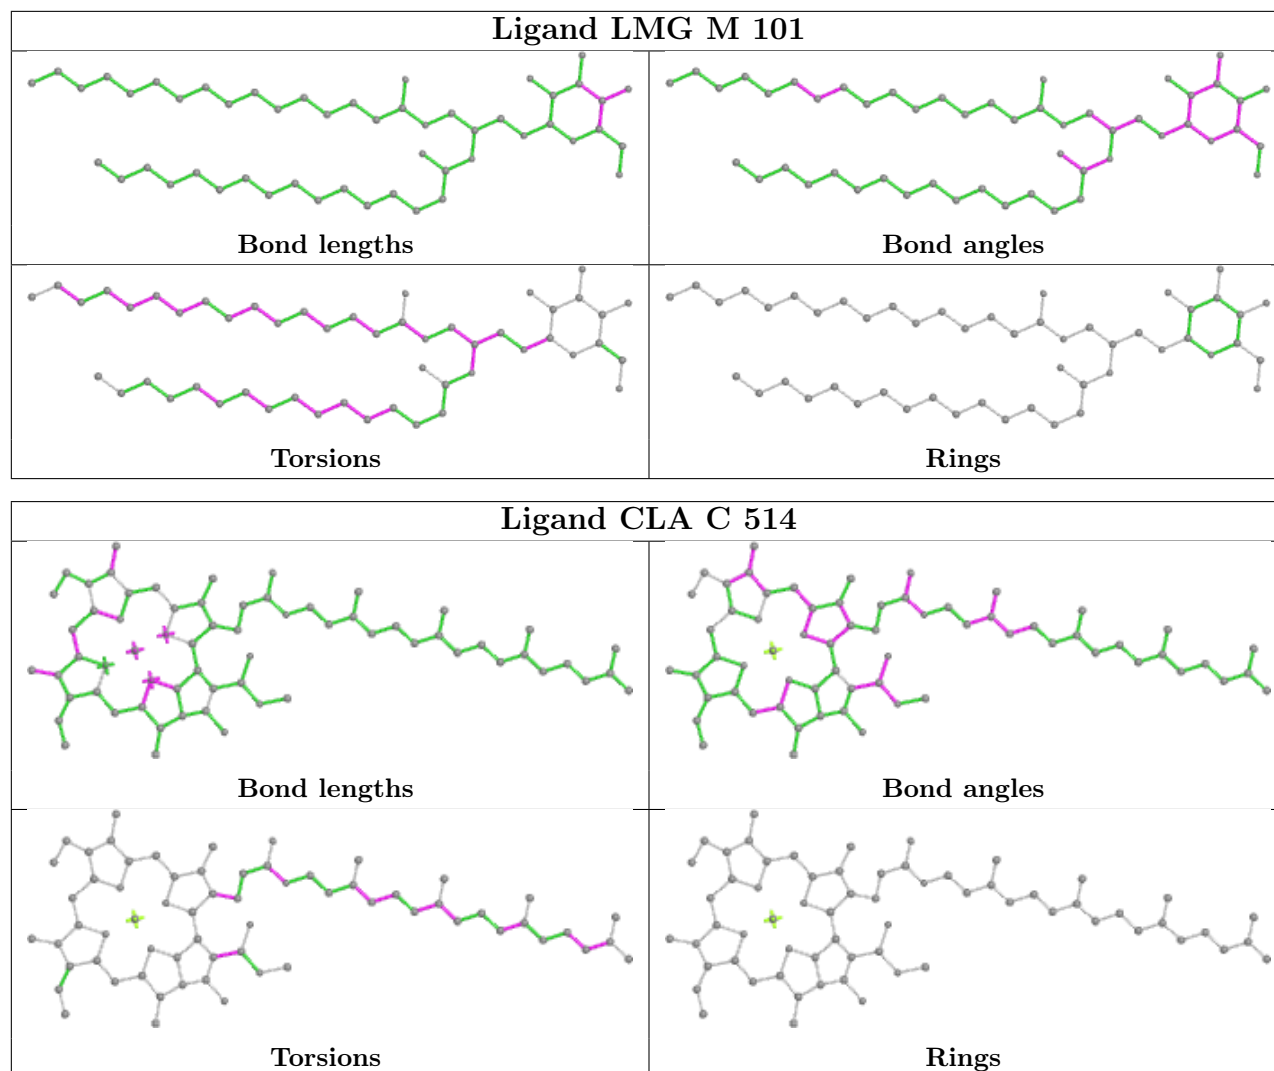 Ligand LMG M 101
Bond lengths
Bond angles
Torsions
Rings
Ligand CLA C 514
Bond lengths
Bond angles
Torsions
Rings